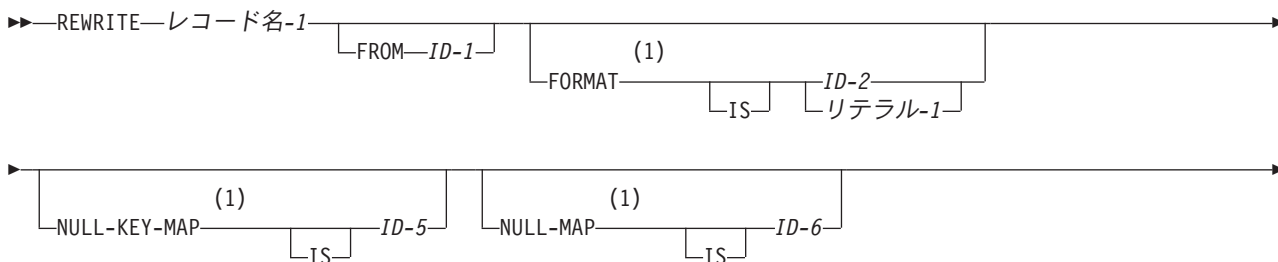 REWRITE レコード名-1
FROM ID-1
(1)
FORMAT ID-2
IS リテラル-1
(1) (1)
NULL-KEY-MAP ID-5 NULL-MAP ID-6
IS IS